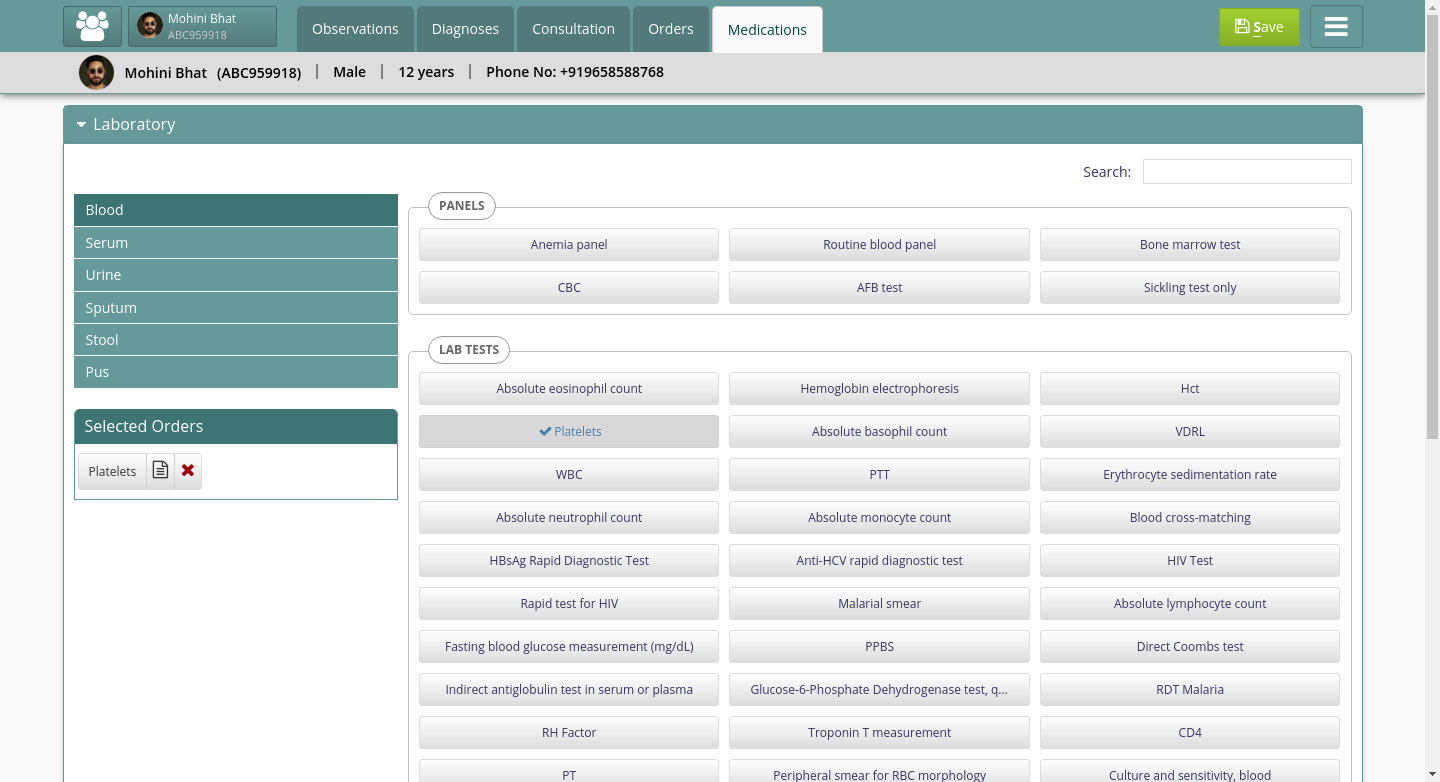 Mohini Bhat
ABC959918
Observations
Diagnoses
Consultation
Orders
Medications
Save
Mohini Bhat (ABC959918) | Male | 12 years | Phone No: +919658588768
Laboratory
Search:
Blood
Serum
Urine
Sputum
Stool
Pus
Selected Orders
Platelets
PANELS
Anemia panel
Routine blood panel
Bone marrow test
CBC
AFB test
Sickling test only
LAB TESTS
Absolute eosinophil count
Hemoglobin electrophoresis
Hct
Platelets
Absolute basophil count
VDRL
WBC
PTT
Erythrocyte sedimentation rate
Absolute neutrophil count
Absolute monocyte count
Blood cross-matching
HBsAg Rapid Diagnostic Test
Anti-HCV rapid diagnostic test
HIV Test
Rapid test for HIV
Malarial smear
Absolute lymphocyte count
Fasting blood glucose measurement (mg/dL)
PPBS
Direct Coombs test
Indirect antiglobulin test in serum or plasma
Glucose-6-Phosphate Dehydrogenase test, q...
RDT Malaria
RH Factor
Troponin T measurement
CD4
PT
Peripheral smear for RBC morphology
Culture and sensitivity, blood